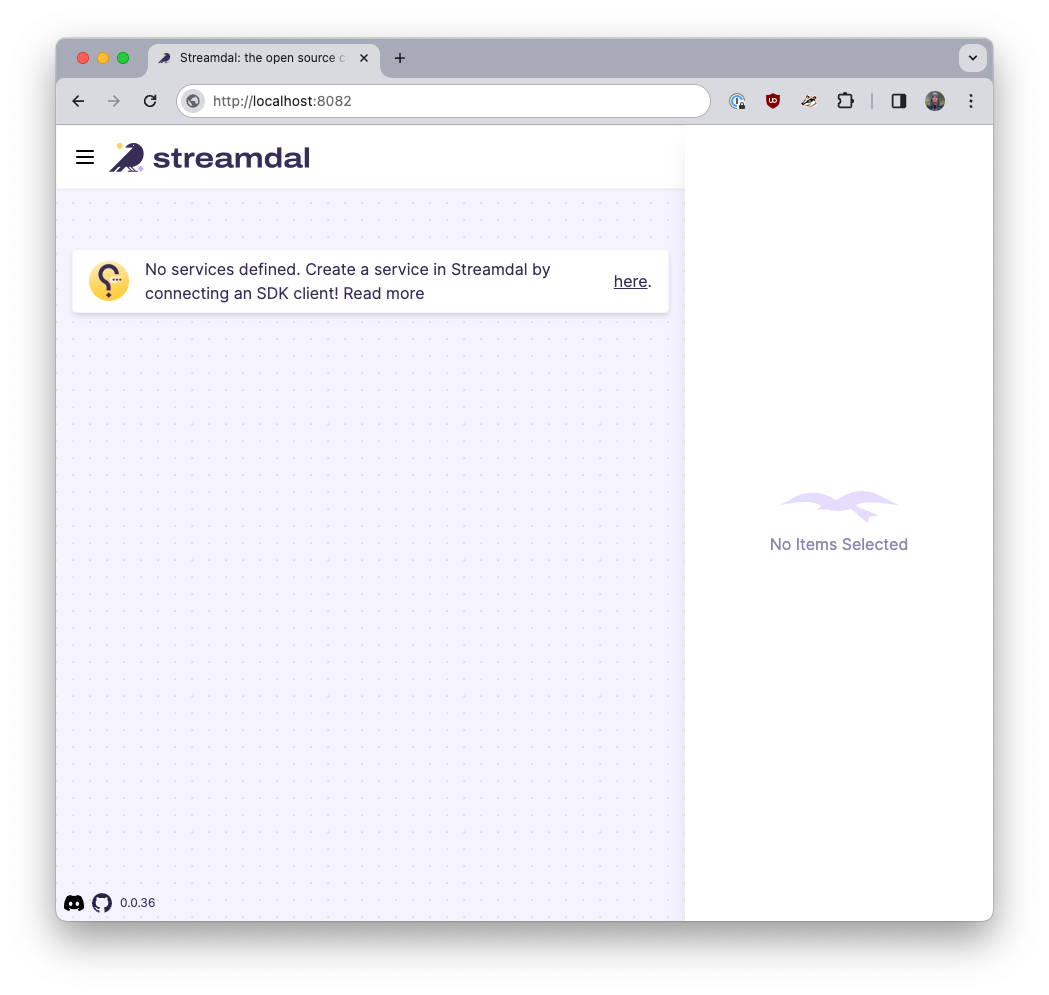 Streamdal: the open source c
http://localhost:8082
streamdal
No services defined. Create a service in Streamdal by
connecting an SDK client! Read more
here.
No Items Selected
0.0.36